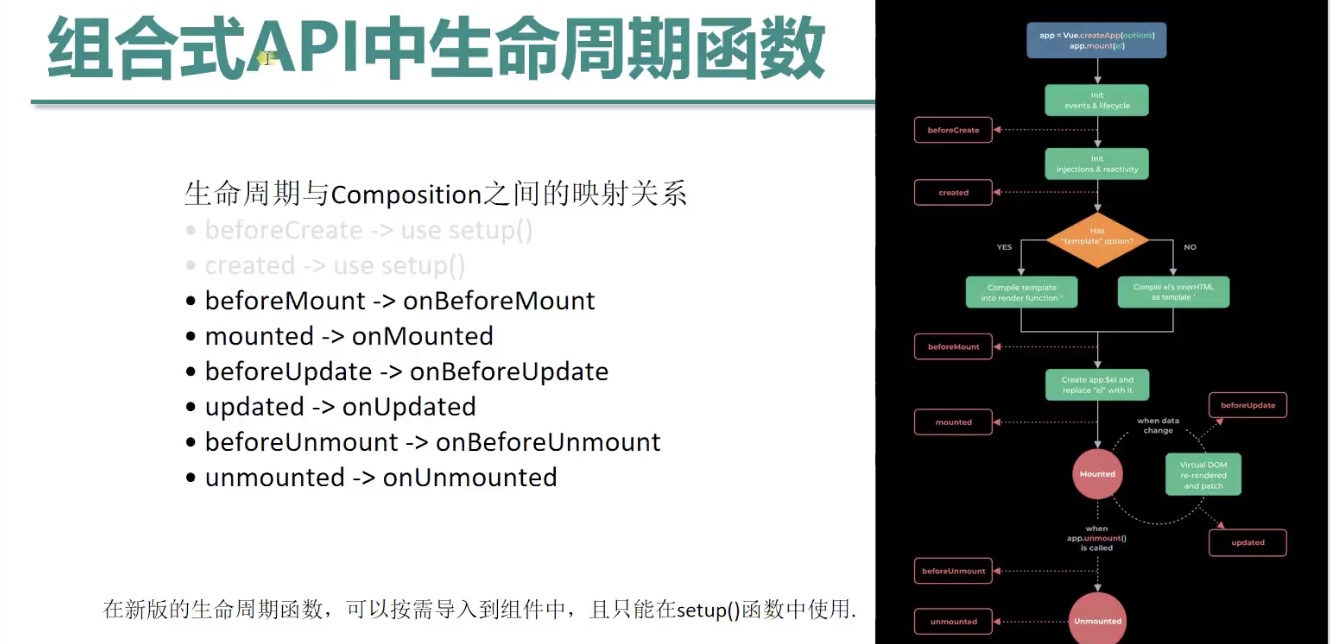 组合式API中生命周期函数
生命周期与Composition之间的映射关系
• beforeCreate -> use setup()
• created -> use setup()
• beforeMount -> onBeforeMount
• mounted -> onMounted
• beforeUpdate -> onBeforeUpdate
• updated -> onUpdated
• beforeUnmount -> onBeforeUnmount
• unmounted -> onUnmounted
在新版的生命周期函数，可以按需导入到组件中，且只能在setup()函数中使用.
app = Vue.createApp(options)
app.mount(el)
Init
events & lifecycle
beforeCreate
Init
injections & reactivity
created
Has
"template" option?
YES
NO
Compile template
into render function *
Compile el's innerHTML
as template *
beforeMount
Create app.$el and
replace "el" with it
mounted
beforeUpdate
when data
change
Mounted
Virtual DOM
re-rendered
and patch
updated
when
app.unmount()
is called
beforeUnmount
unmounted
Unmounted